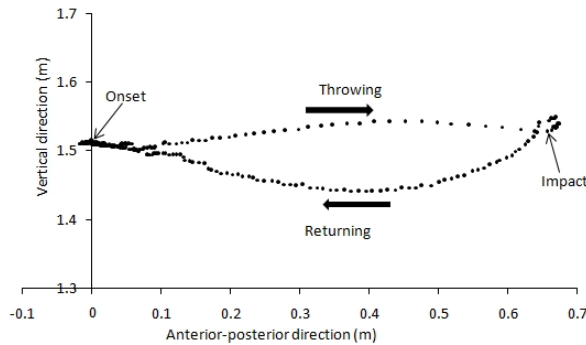 1.7
1.6
1.5
1.4
1.3
Vertical direction (m)
Throwing
Onset
Impact
Returning
-0.1 0 0.1 0.2 0.3 0.4 0.5 0.6 0.7
Anterior-posterior direction (m)